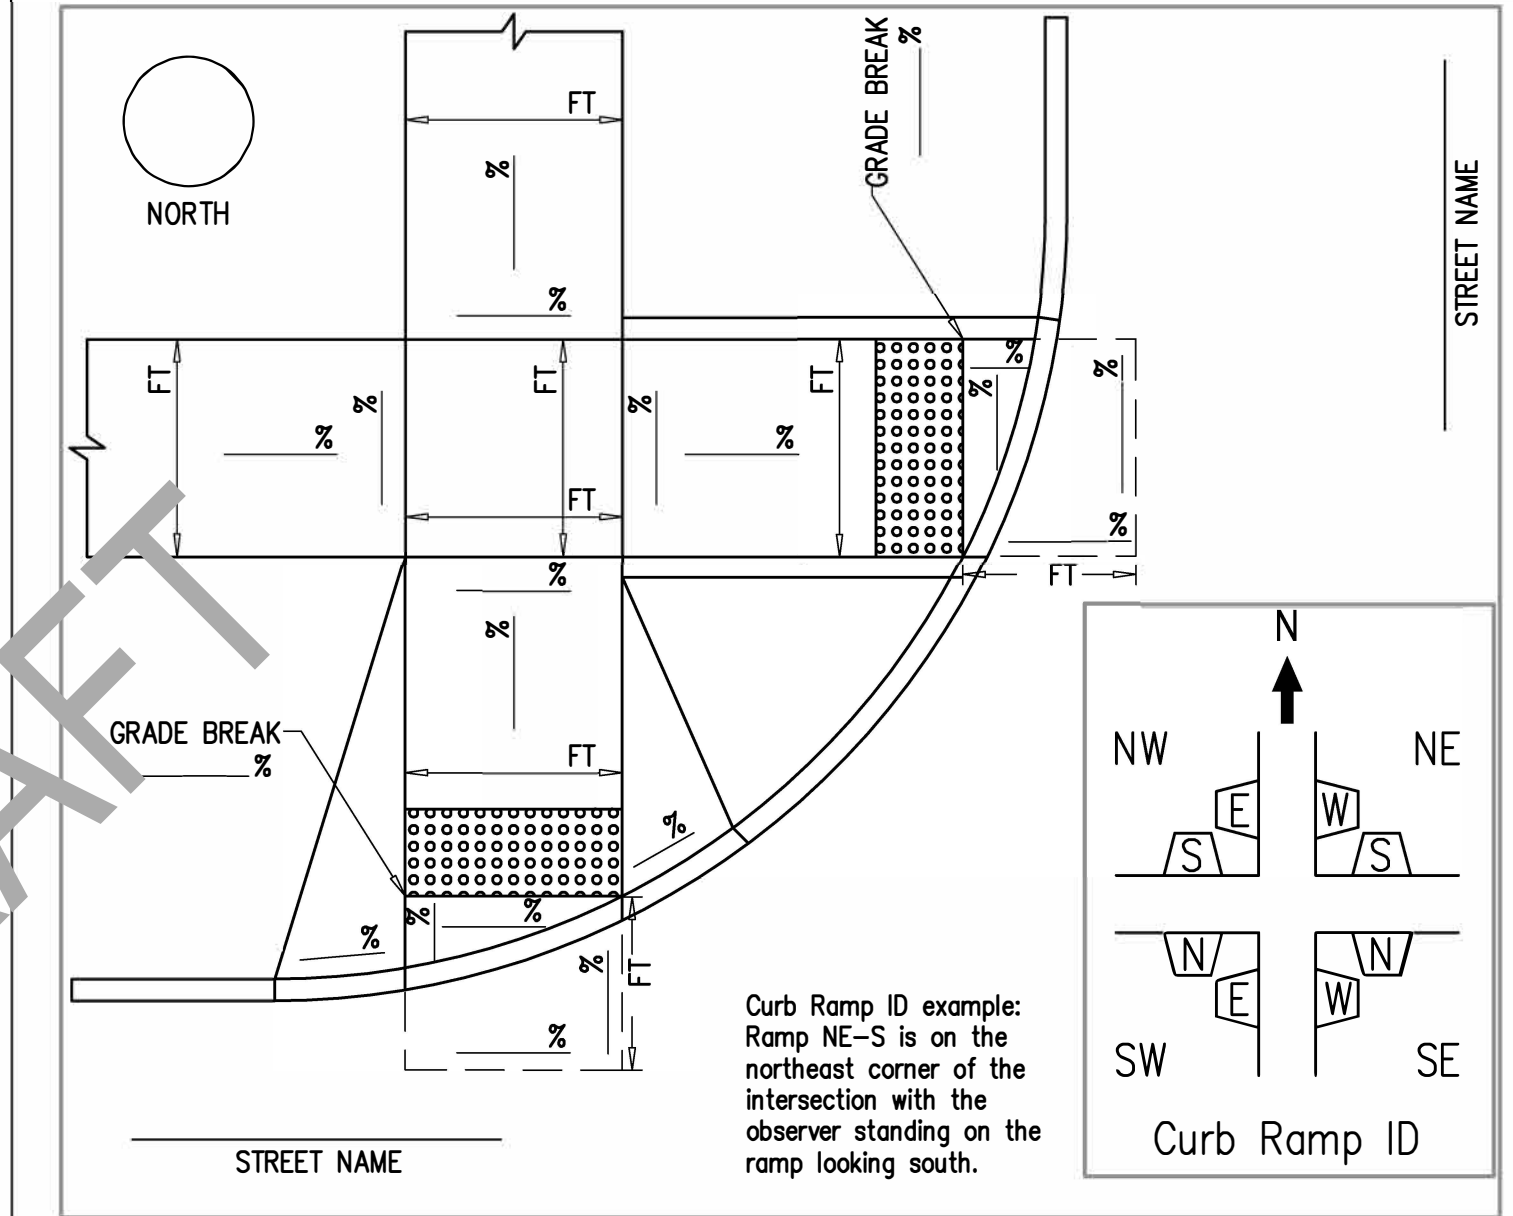 GRADE BREAK
%
FT
%
NORTH
STREET NAME
%
%
%
FT
FT
FT
%
%
%
%
%
%
FT
%
%
FT
%
N
%
GRADE BREAK
%
FT
NW
NE
%
E
W
S
S
%
%
%
%
FT
N
N
E
W
%
SW
SE
Curb Ramp ID
Curb Ramp ID example:
Ramp NE–S is on the
northeast corner of the
intersection with the
observer standing on the
ramp looking south.
STREET NAME
AFT